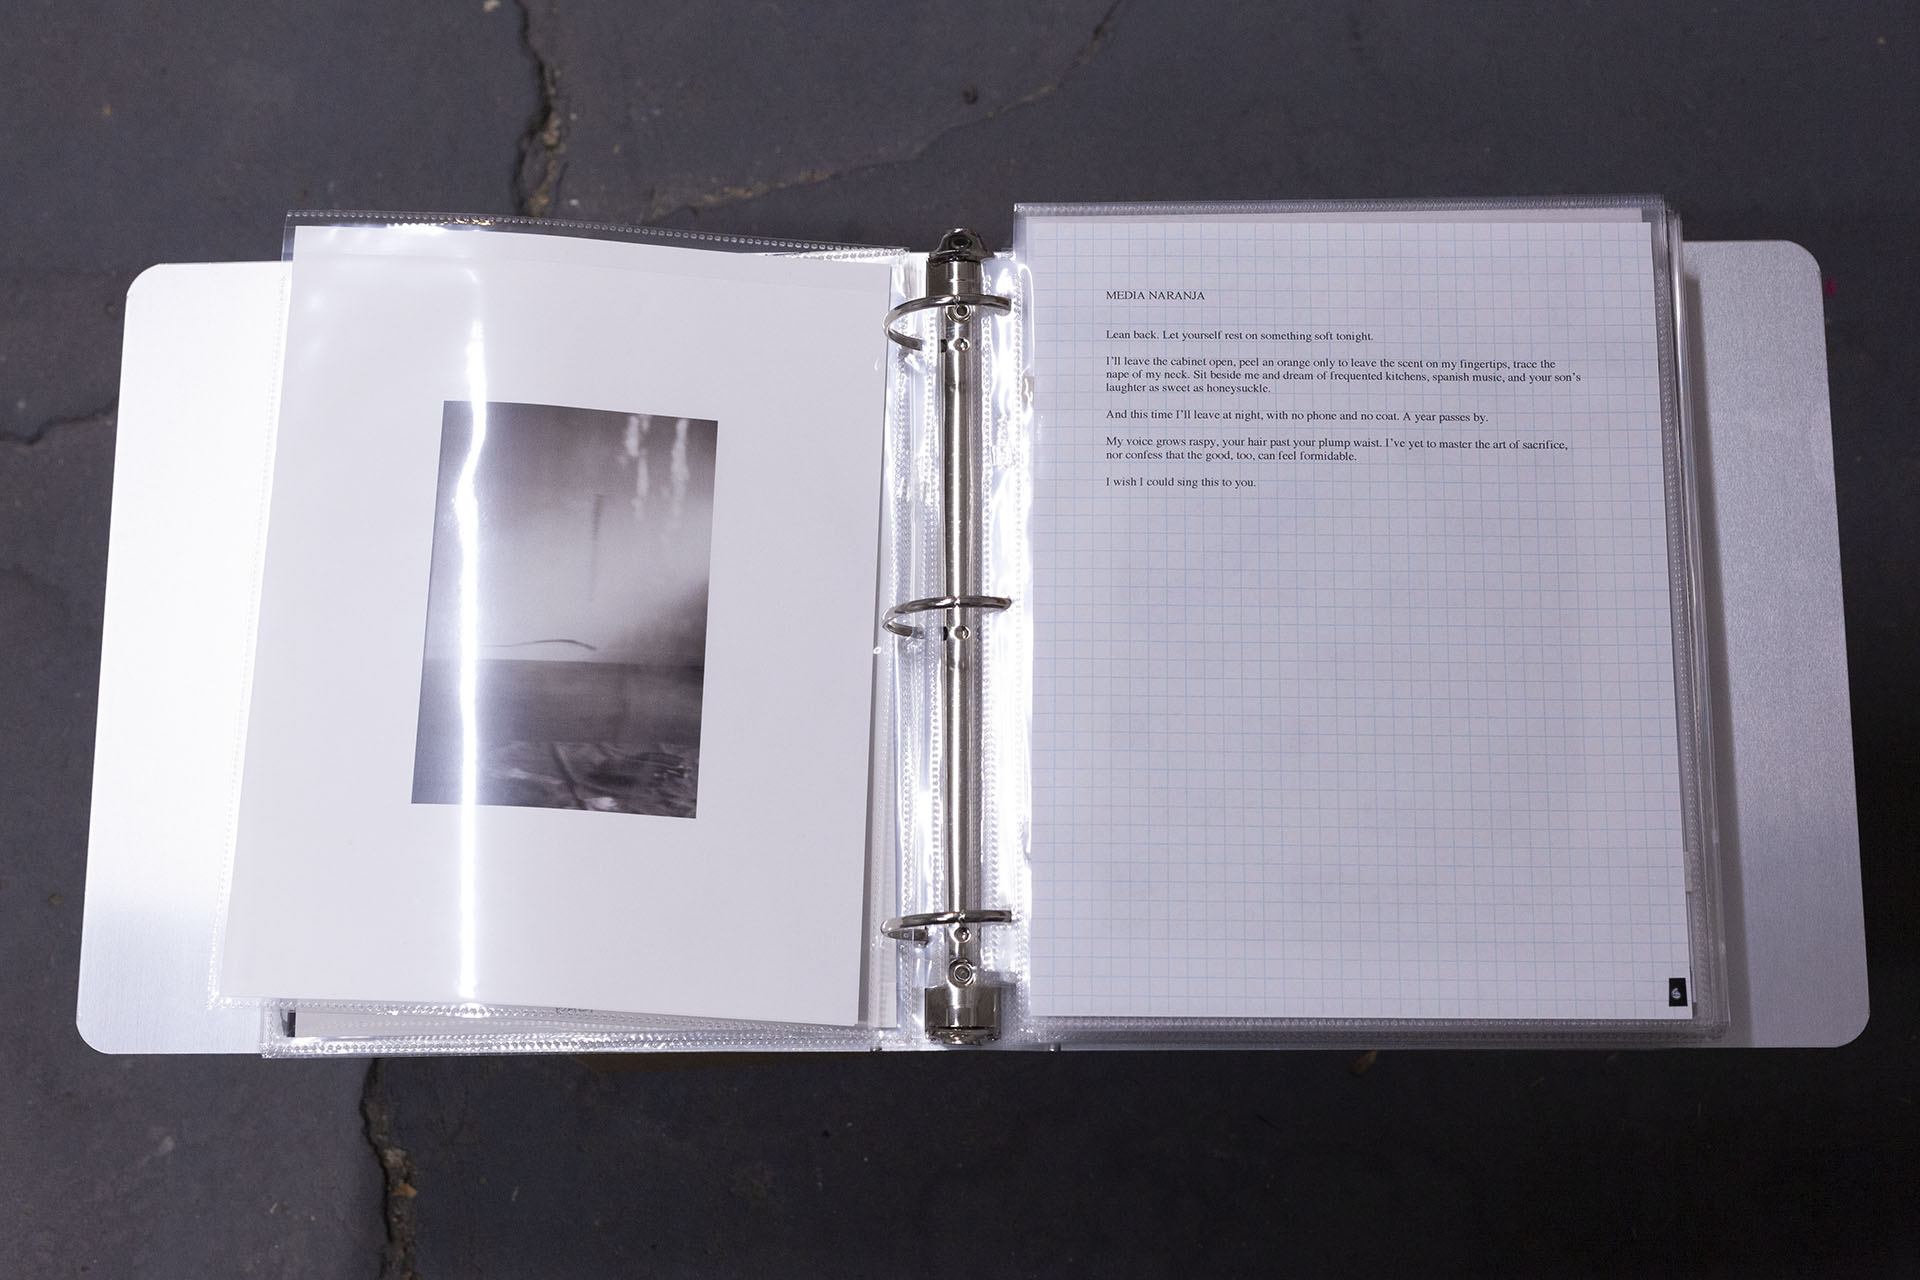 MEDIA NARANJA
Lean back. Let yourself rest on something soft tonight.
I'll leave the cabinet open, peel an orange only to leave the scent on my fingertips, trace the
nape of my neck. Sit beside me and dream of frequented kitchens, spanish music, and your son's
laughter as sweet as honeysuckle.
And this time I'll leave at night, with no phone and no coat. A year passes by.
My voice grows raspy, your hair past your plump waist. I've yet to master the art of sacrifice,
nor confess that the good, too, can feel formidable.
I wish I could sing this to you.